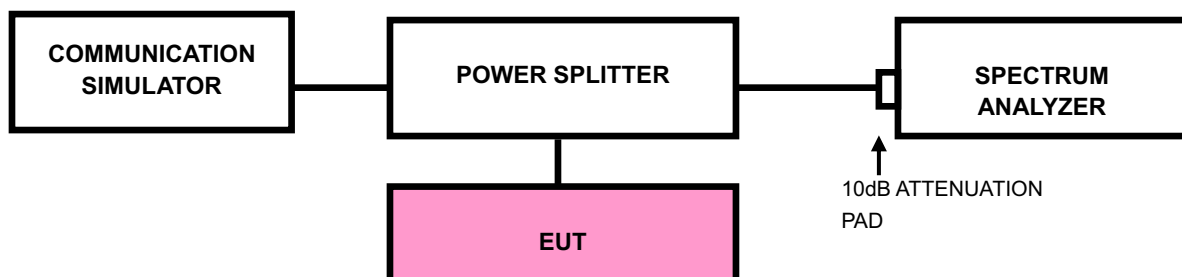 COMMUNICATION
SIMULATOR
POWER SPLITTER
SPECTRUM
ANALYZER
10dB ATTENUATION
PAD
EUT